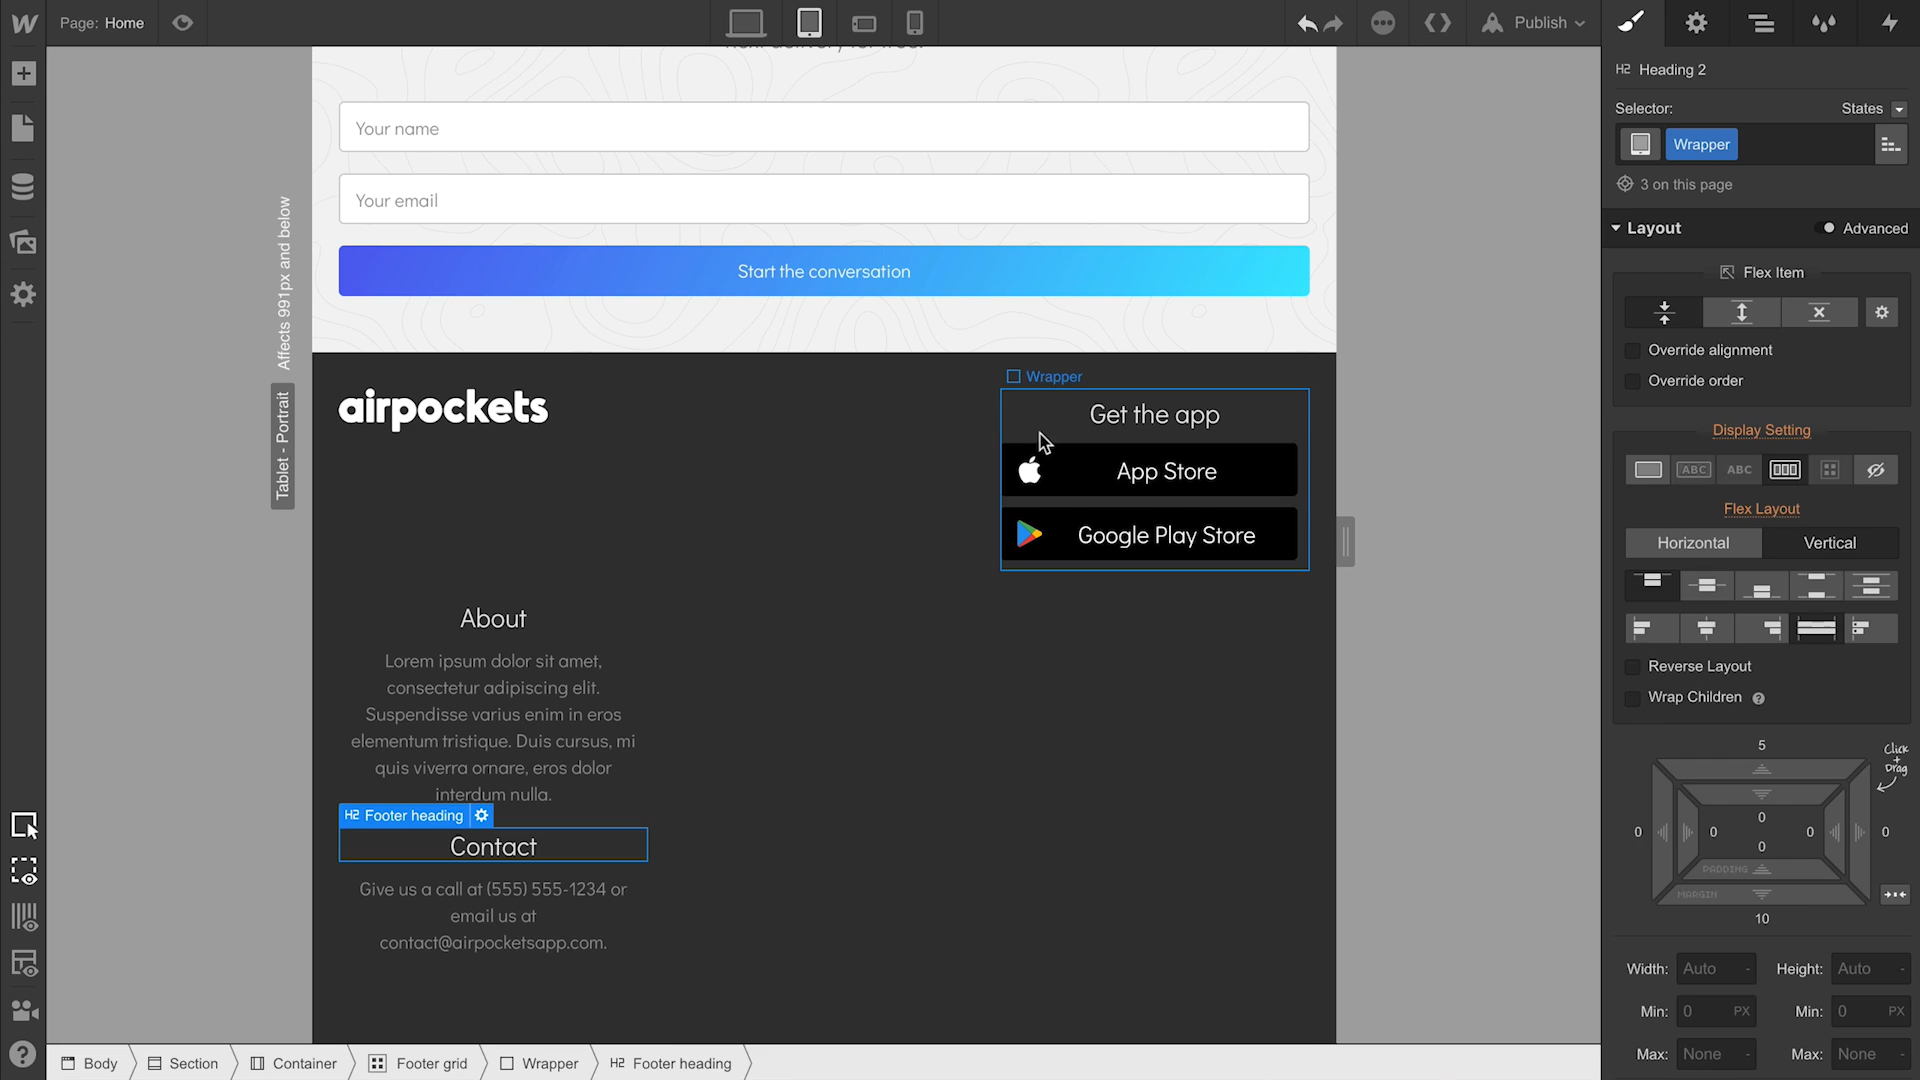 Page: Home
Publish
next delivery for free.
Your name
Your email
Start the conversation
Affects 991px and below
Tablet - Portrait
airpockets
Wrapper
Get the app
App Store
Google Play Store
About
Lorem ipsum dolor sit amet,
consectetur adipiscing elit.
Suspendisse varius enim in eros
elementum tristique. Duis cursus, mi
quis viverra ornare, eros dolor
interdum nulla.
H2 Footer heading
Contact
Give us a call at (555) 555-1234 or
email us at
contact@airpocketsapp.com.
Body
Section
Container
Footer grid
Wrapper
H2 Footer heading
H2 Heading 2
Selector:
States
Wrapper
3 on this page
Layout
Advanced
Flex Item
Override alignment
Override order
Display Setting
ABC
ABC
Flex Layout
Horizontal
Vertical
Reverse Layout
Wrap Children
5
Click
+
Drag
0
0
0
0
0
0
PADDING
MARGIN
10
Width: Auto -
Height: Auto -
Min: 0 PX
Min: 0 PX
Max: None -
Max: None -